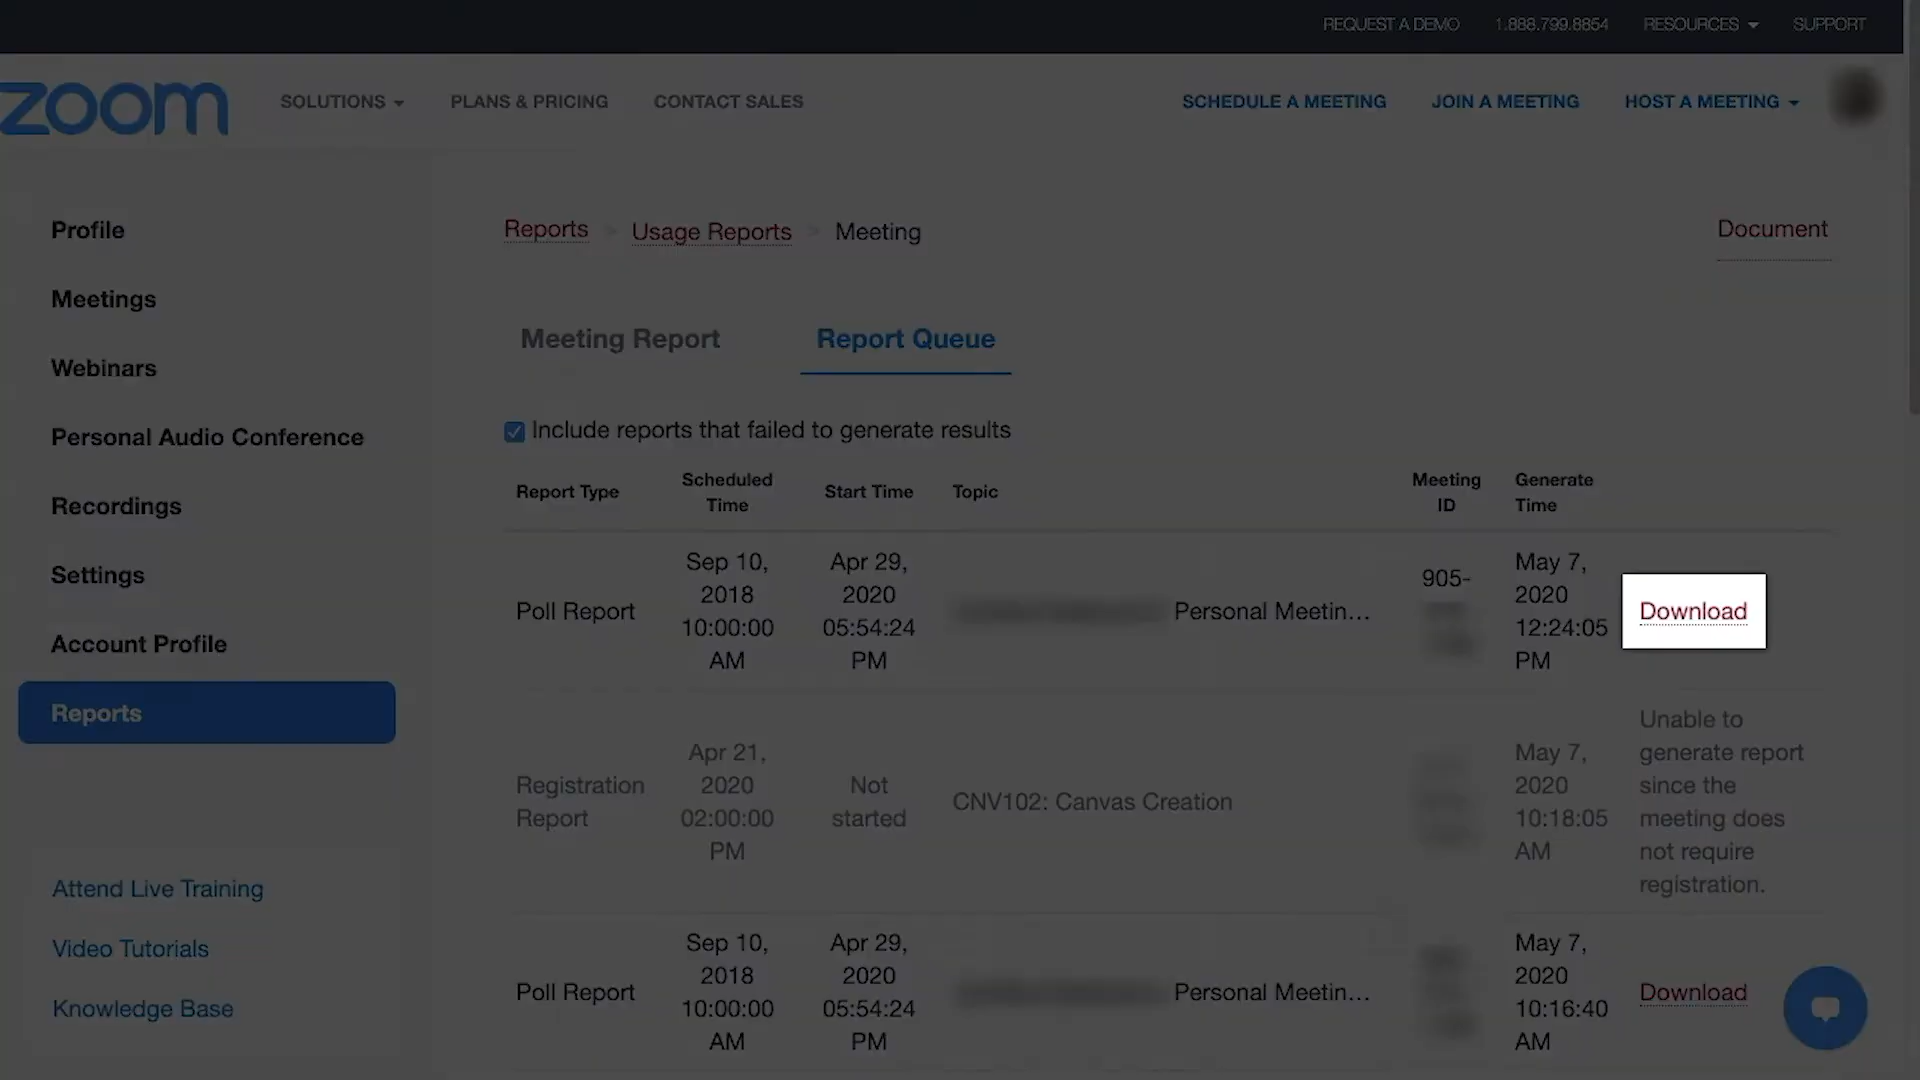 REQUEST A DEMO 1.888.799.8854 RESOURCES SUPPORT
zoom SOLUTIONS PLANS & PRICING CONTACT SALES SCHEDULE A MEETING JOIN A MEETING HOST A MEETING
Profile
Meetings
Webinars
Personal Audio Conference
Recordings
Settings
Account Profile
Reports
Attend Live Training
Video Tutorials
Knowledge Base
Reports > Usage Reports > Meeting
Document
Meeting Report Report Queue
Include reports that failed to generate results
Report Type
Scheduled
Time
Start Time
Topic
Meeting
ID
Generate
Time
Poll Report
Sep 10,
2018
10:00:00
AM
Apr 29,
2020
05:54:24
PM
Personal Meetin...
905-
May 7,
2020
12:24:05
PM
Download
Registration
Report
Apr 21,
2020
02:00:00
PM
Not
started
CNV102: Canvas Creation
May 7,
2020
10:18:05
AM
Unable to
generate report
since the
meeting does
not require
registration.
Poll Report
Sep 10,
2018
10:00:00
AM
Apr 29,
2020
05:54:24
PM
Personal Meetin...
May 7,
2020
10:16:40
AM
Download